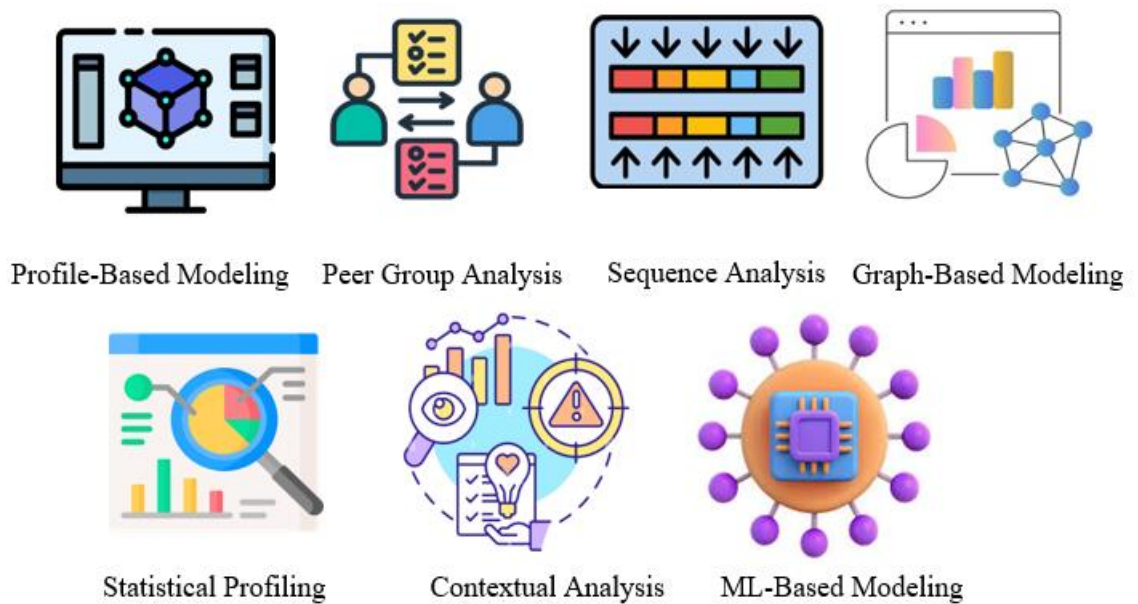 Profile-Based Modeling
Peer Group Analysis
Sequence Analysis
Graph-Based Modeling
Statistical Profiling
Contextual Analysis
ML-Based Modeling